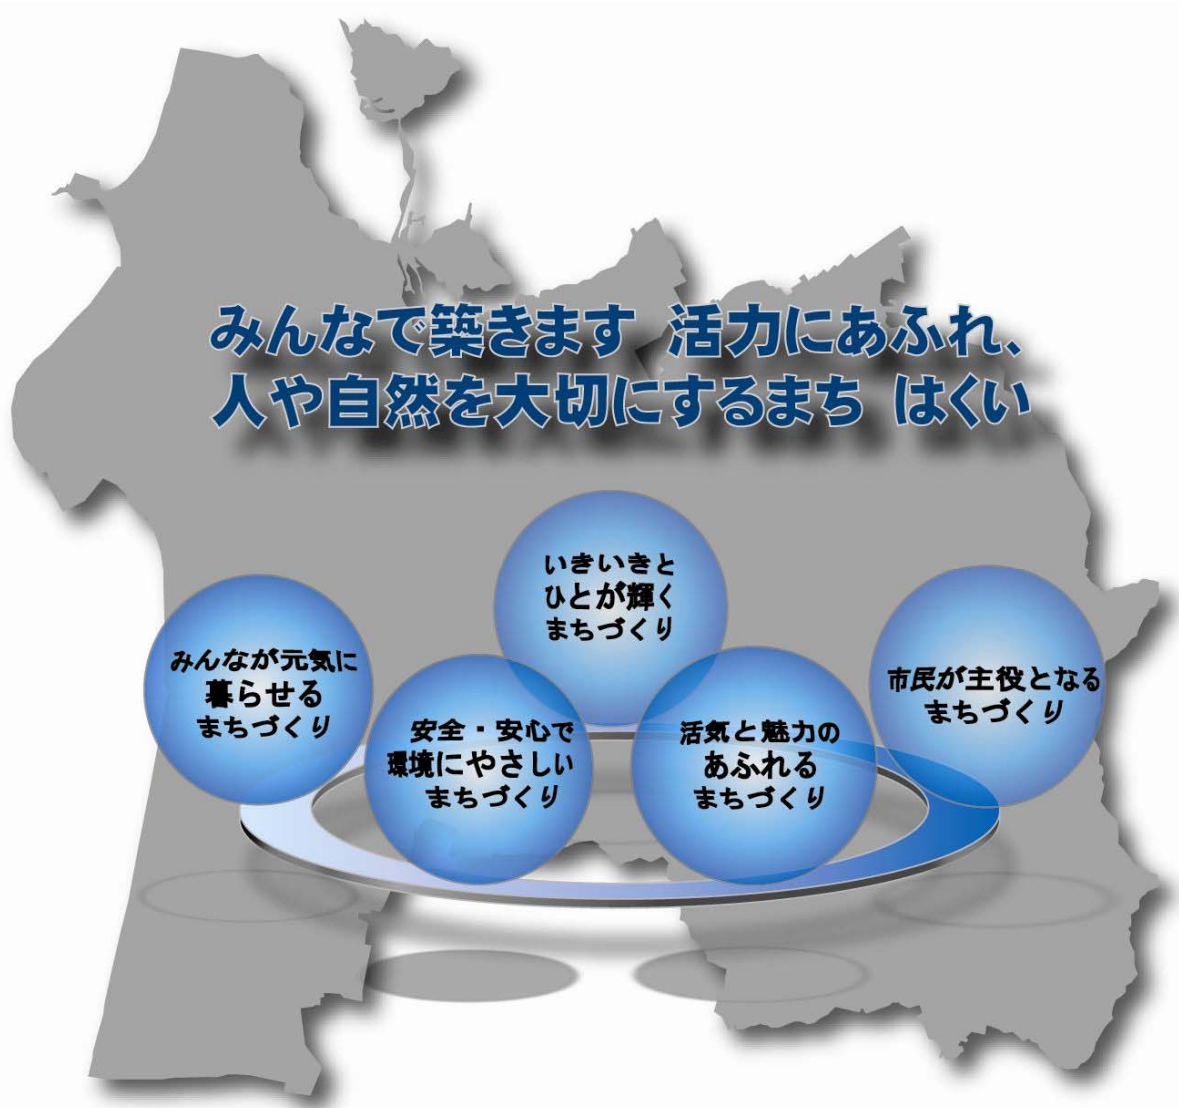 みんなで築きます 活力にあふれ、
人や自然を大切にするまち はくい
いきいきと
ひとが輝く
まちづくり
みんなが元気に
暮らせる
まちづくり
市民が主役となる
まちづくり
安全・安心で
環境にやさしい
まちづくり
活気と魅力の
あふれる
まちづくり